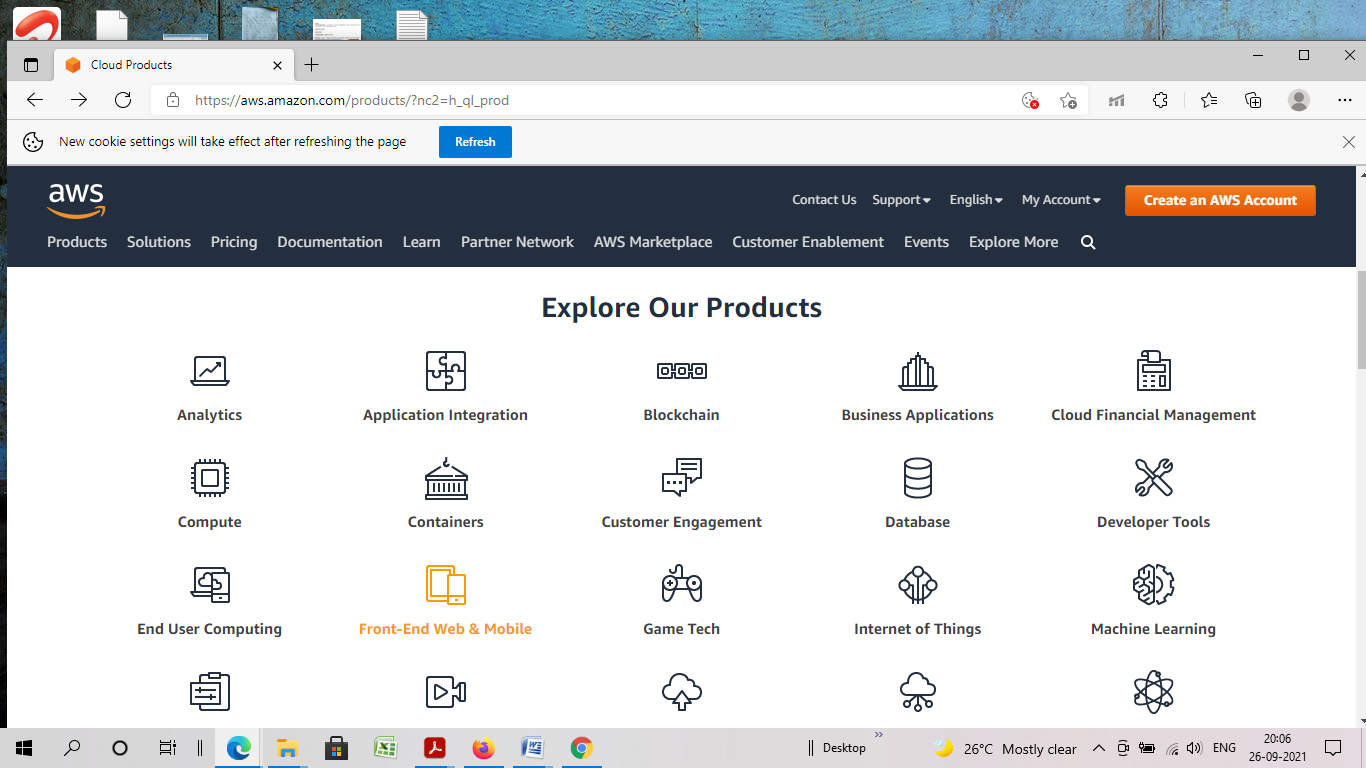 Cloud Products
https://aws.amazon.com/products/?nc2=h_ql_prod
New cookie settings will take effect after refreshing the page
Refresh
aws
Contact Us Support English My Account Create an AWS Account
Products Solutions Pricing Documentation Learn Partner Network AWS Marketplace Customer Enablement Events Explore More
Explore Our Products
Analytics Application Integration Blockchain Business Applications Cloud Financial Management
Compute Containers Customer Engagement Database Developer Tools
End User Computing Front-End Web & Mobile Game Tech Internet of Things Machine Learning
Desktop
26°C Mostly clear
ENG
20:06
26-09-2021